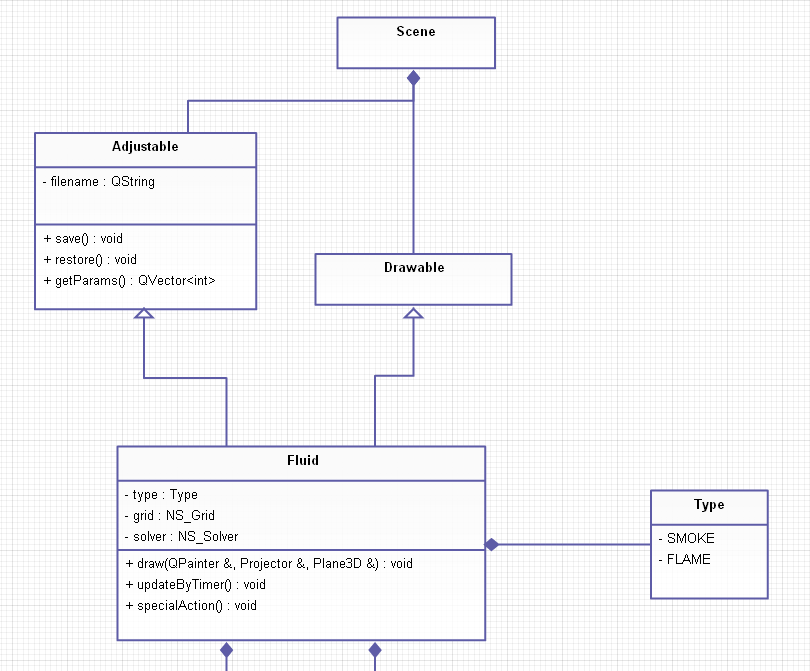 Scene
Adjustable
- filename : QString
+ save() : void
+ restore() : void
+ getParams() : QVector<int>
Drawable
Fluid
- type : Type
- grid : NS_Grid
- solver : NS_Solver
+ draw(QPainter &, Projector &, Plane3D &) : void
+ updateByTimer() : void
+ specialAction() : void
Type
- SMOKE
- FLAME